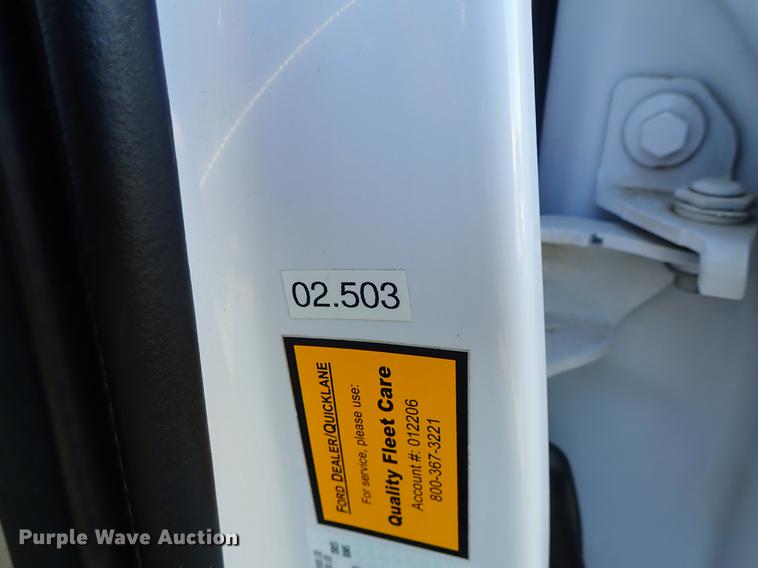 02.503
FORD DEALER/QUICKLANE
For service, please use:
Quality Fleet Care
Account #: 012206
800-367-3221
Purple Wave Auction